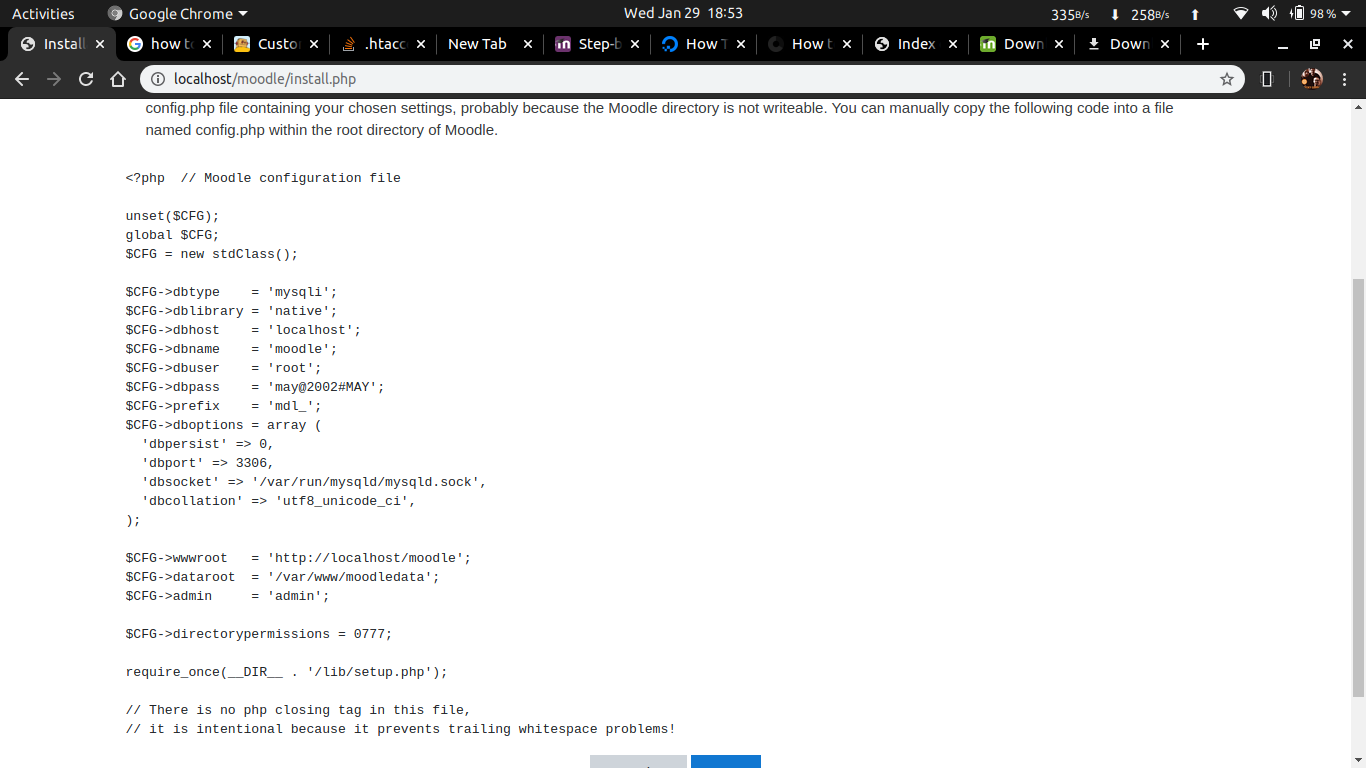 Activities Google Chrome Wed Jan 29 18:53 335B/s 258B/s 98%
Install how to Custo .htacc New Tab Step-b How T How t Index Down Down
localhost/moodle/install.php
config.php file containing your chosen settings, probably because the Moodle directory is not writeable. You can manually copy the following code into a file
named config.php within the root directory of Moodle.
<?php  // Moodle configuration file
unset($CFG);
global $CFG;
$CFG = new stdClass();
$CFG->dbtype    = 'mysqli';
$CFG->dblibrary = 'native';
$CFG->dbhost    = 'localhost';
$CFG->dbname    = 'moodle';
$CFG->dbuser    = 'root';
$CFG->dbpass    = 'may@2002#MAY';
$CFG->prefix    = 'mdl_';
$CFG->dboptions = array (
  'dbpersist' => 0,
  'dbport' => 3306,
  'dbsocket' => '/var/run/mysqld/mysqld.sock',
  'dbcollation' => 'utf8_unicode_ci',
);
$CFG->wwwroot   = 'http://localhost/moodle';
$CFG->dataroot  = '/var/www/moodledata';
$CFG->admin     = 'admin';
$CFG->directorypermissions = 0777;
require_once(__DIR__ . '/lib/setup.php');
// There is no php closing tag in this file,
// it is intentional because it prevents trailing whitespace problems!